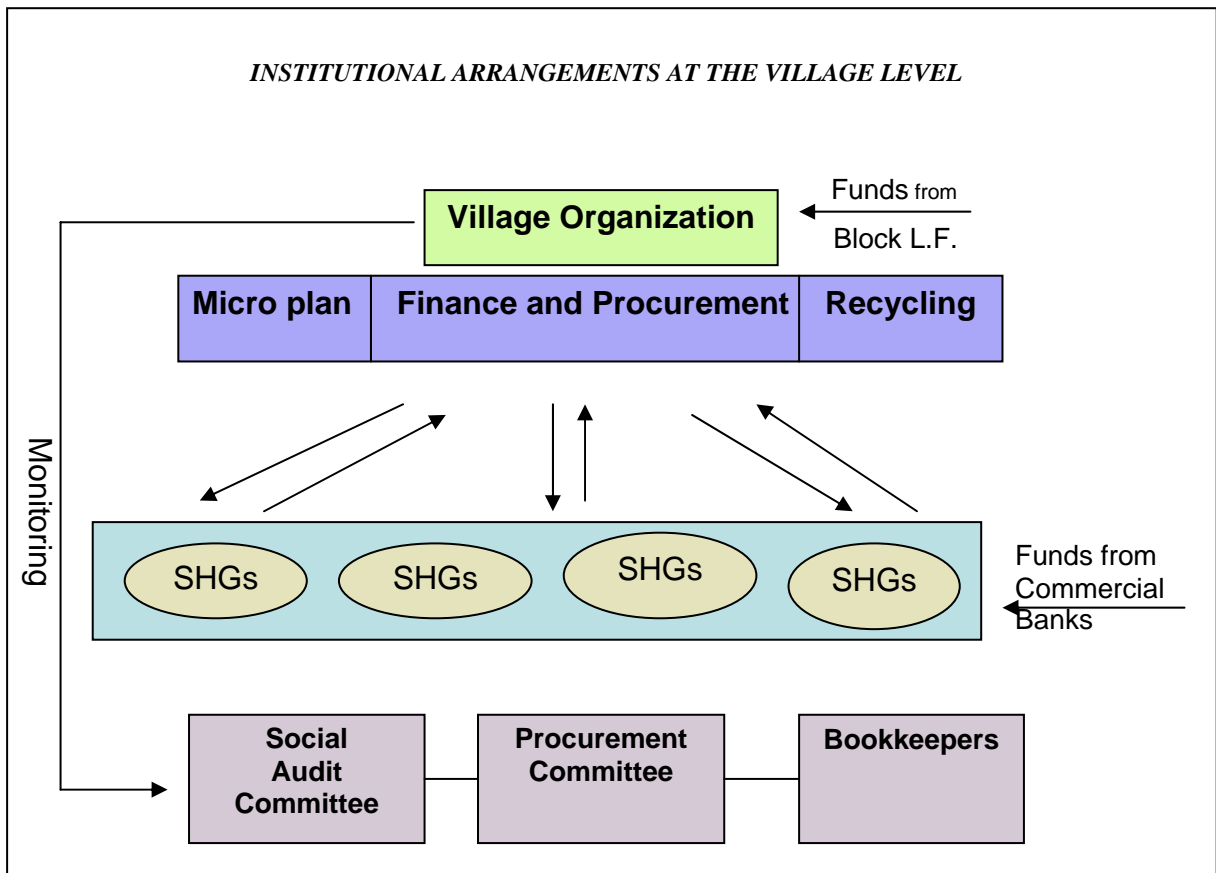 INSTITUTIONAL ARRANGEMENTS AT THE VILLAGE LEVEL
Village Organization
Funds from
Block L.F.
Micro plan
Finance and Procurement
Recycling
Monitoring
SHGs
SHGs
SHGs
SHGs
Funds from
Commercial
Banks
Social
Audit
Committee
Procurement
Committee
Bookkeepers